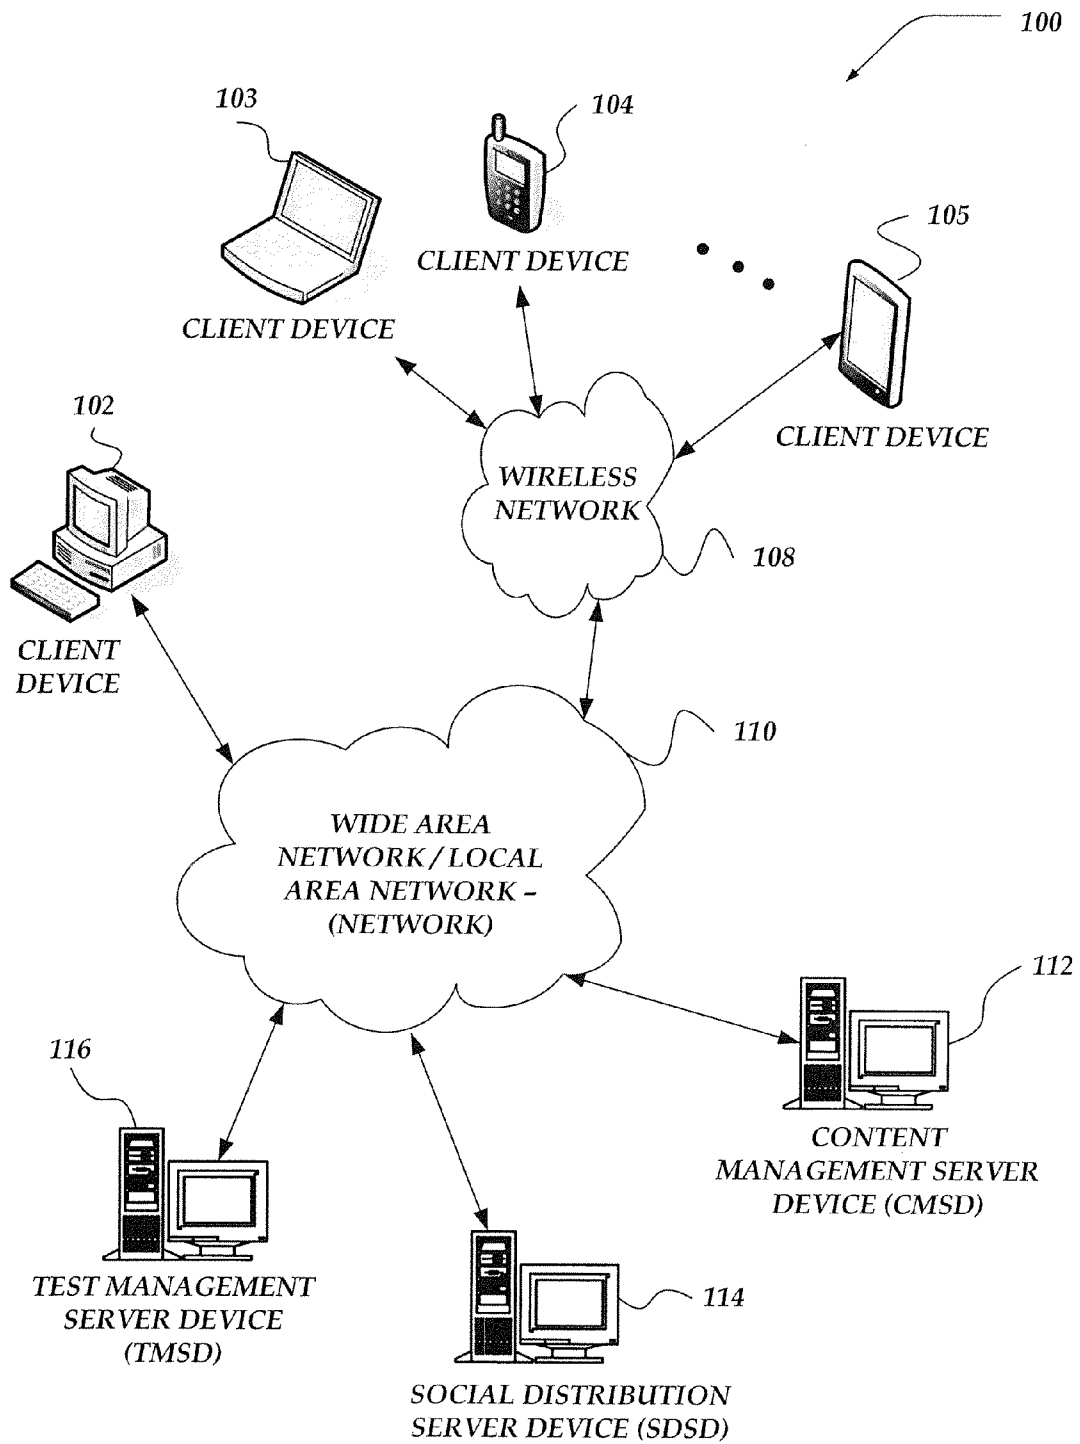 100
103
104
105
CLIENT DEVICE
CLIENT DEVICE
CLIENT DEVICE
102
WIRELESS
NETWORK
108
CLIENT
DEVICE
110
WIDE AREA
NETWORK / LOCAL
AREA NETWORK –
(NETWORK)
112
116
CONTENT
MANAGEMENT SERVER
DEVICE (CMSD)
TEST MANAGEMENT
SERVER DEVICE
(TMSD)
114
SOCIAL DISTRIBUTION
SERVER DEVICE (SDSD)